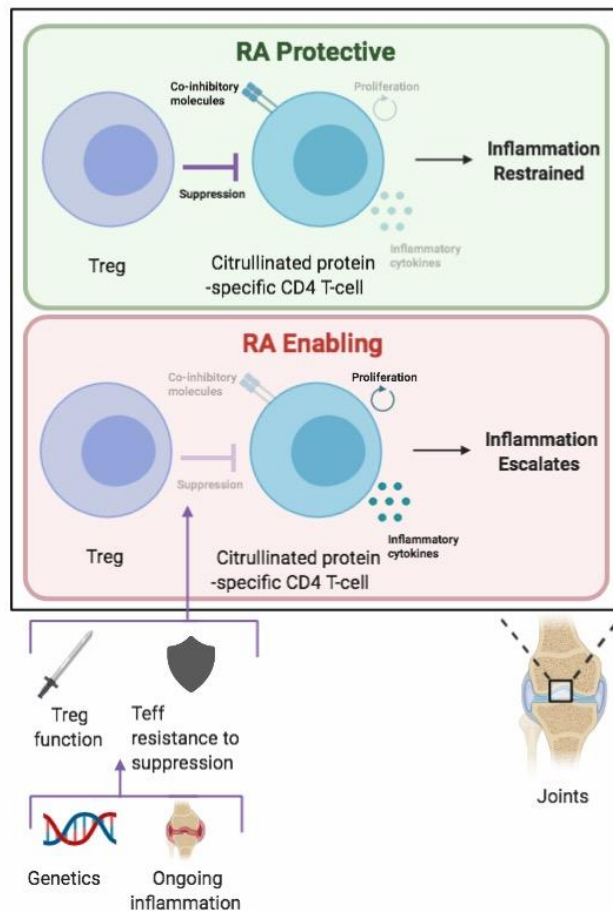 RA Protective
Co-inhibitory
molecules
Proliferation
Suppression
Inflammation
Restrained
Inflammatory
cytokines
Treg
Citrullinated protein
-specific CD4 T-cell
RA Enabling
Co-inhibitory
molecules
Proliferation
Suppression
Inflammation
Escalates
Inflammatory
cytokines
Treg
Citrullinated protein
-specific CD4 T-cell
Treg
function
Teff
resistance to
suppression
Joints
Genetics
Ongoing
inflammation